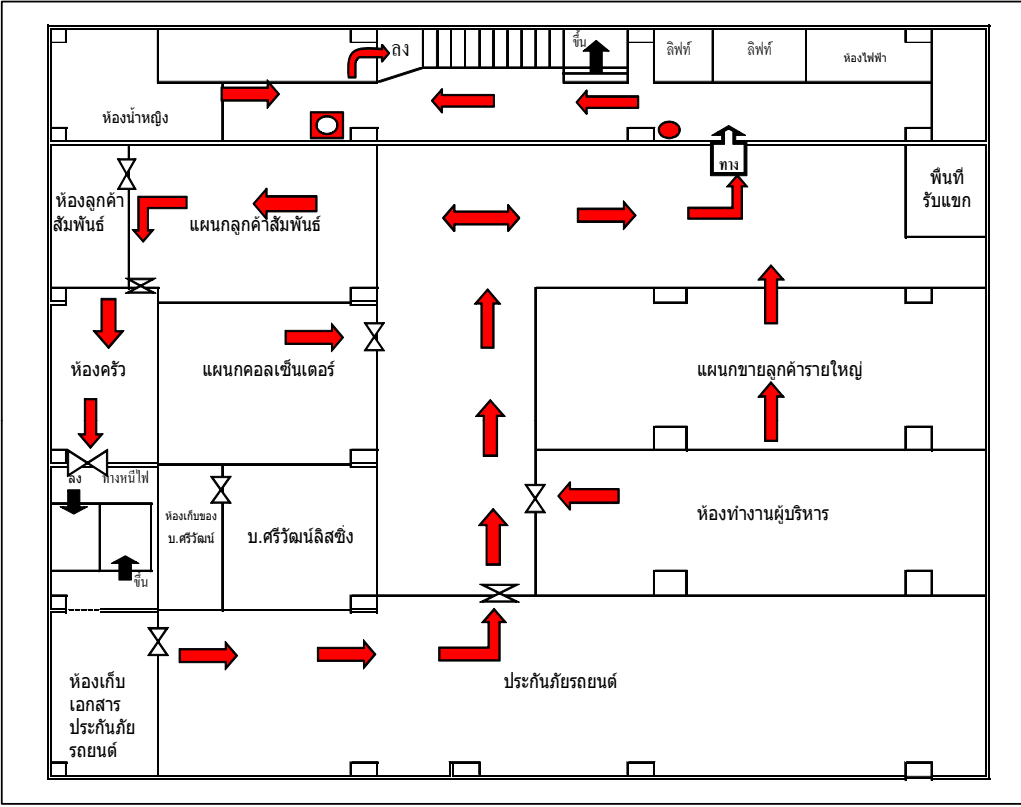 ลง
ขึ้น
ลิฟท์
ลิฟท์
ห้องไฟฟ้า
ห้องน้ำหญิง
ทาง
พื้นที่
รับแขก
ห้องลูกค้า
สัมพันธ์
แผนกลูกค้าสัมพันธ์
ห้องครัว
แผนกคอลเซ็นเตอร์
แผนกขายลูกค้ารายใหญ่
ลง
ทางหนีไฟ
ห้องเก็บของ
บ.ศรีวัฒน์
บ.ศรีวัฒน์ลิสซิ่ง
ห้องทำงานผู้บริหาร
ขึ้น
ห้องเก็บ
เอกสาร
ประกันภัย
รถยนต์
ประกันภัยรถยนต์